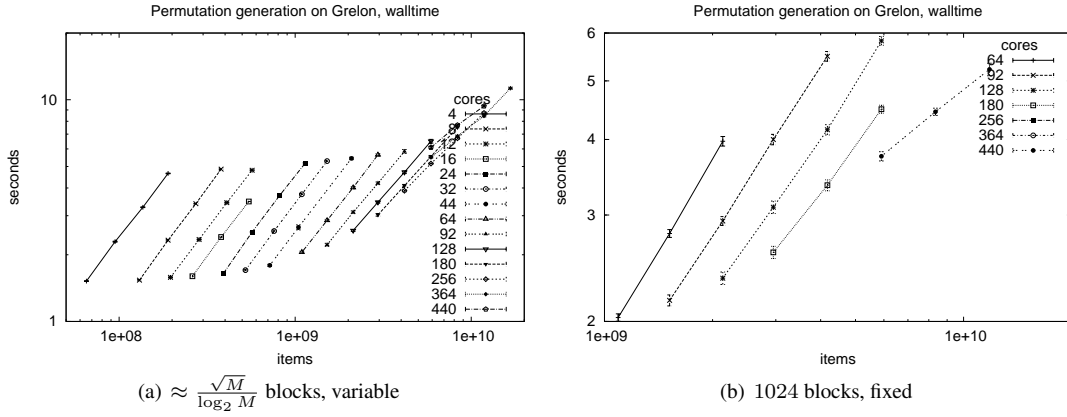 Permutation generation on Grelon, walltime
10
1
seconds
1e+08
1e+09
1e+10
items
cores
4
8
12
16
24
32
44
64
92
128
180
256
364
440
(a) ≈ √M / log₂ M blocks, variable
Permutation generation on Grelon, walltime
6
5
4
3
2
seconds
1e+09
1e+10
items
cores
64
92
128
180
256
364
440
(b) 1024 blocks, fixed